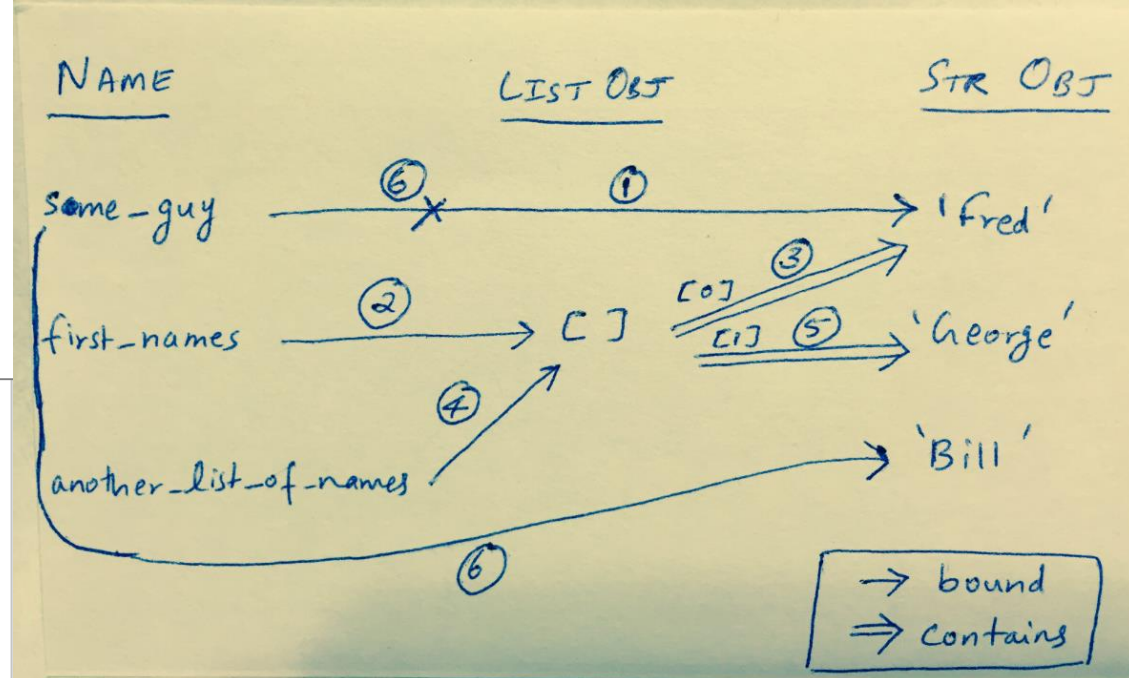 NAME LIST OBJ STR OBJ
6 1
some_guy 'Fred'
3
[0]
2
first_names [ ] [1] 5 'George'
4
another_list_of_names 'Bill'
6
→ bound
⇒ contains